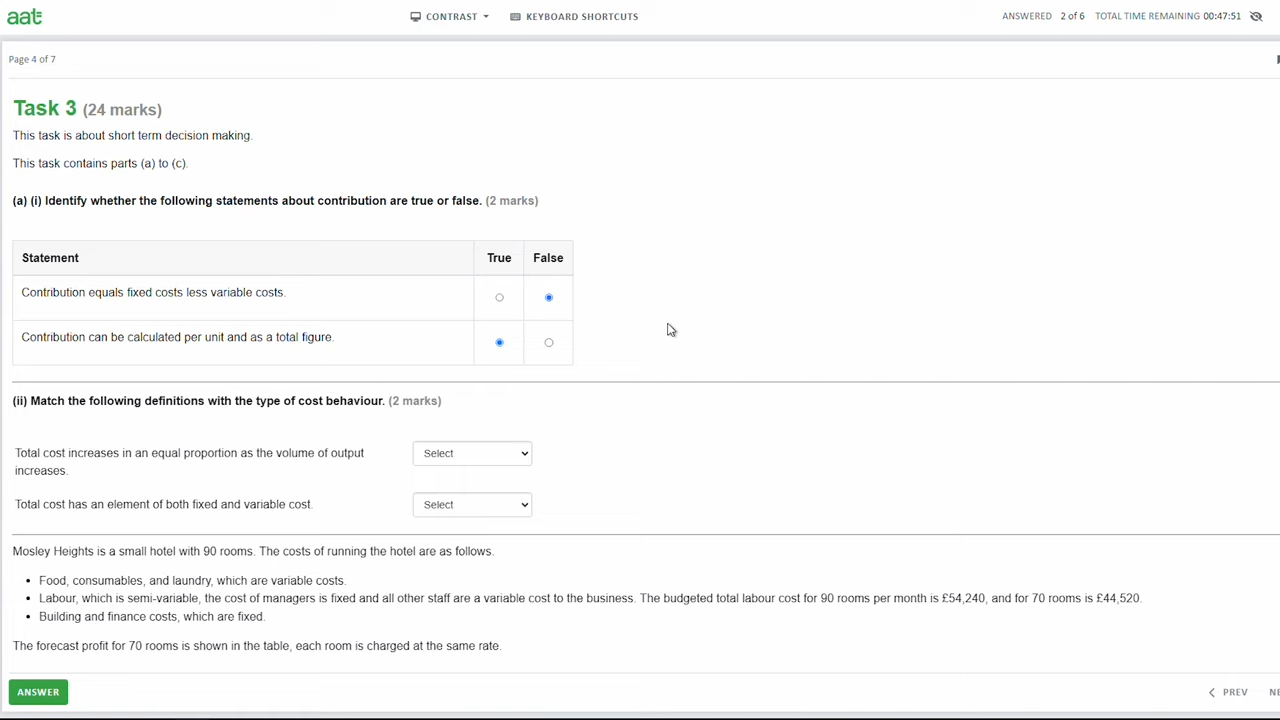 aat
CONTRAST
KEYBOARD SHORTCUTS
ANSWERED 2 of 6 TOTAL TIME REMAINING 00:47:51
Page 4 of 7
Task 3 (24 marks)
This task is about short term decision making.
This task contains parts (a) to (c).
(a) (i) Identify whether the following statements about contribution are true or false. (2 marks)
Statement True False
Contribution equals fixed costs less variable costs.
Contribution can be calculated per unit and as a total figure.
(ii) Match the following definitions with the type of cost behaviour. (2 marks)
Total cost increases in an equal proportion as the volume of output
increases.
Select
Total cost has an element of both fixed and variable cost.
Select
Mosley Heights is a small hotel with 90 rooms. The costs of running the hotel are as follows.
• Food, consumables, and laundry, which are variable costs.
• Labour, which is semi-variable, the cost of managers is fixed and all other staff are a variable cost to the business. The budgeted total labour cost for 90 rooms per month is £54,240, and for 70 rooms is £44,520.
• Building and finance costs, which are fixed.
The forecast profit for 70 rooms is shown in the table, each room is charged at the same rate.
ANSWER
PREV
NE